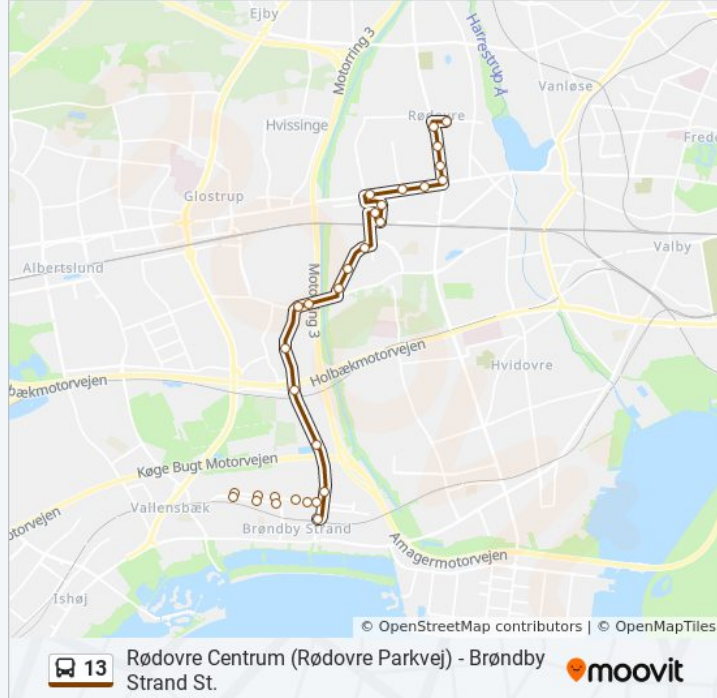 Ejby
Motorring 3
Harrestrup Å
Vanløse
Rødovre
Hvissinge
Frede
Glostrup
Valby
Albertslund
Motorring 3
Holbækmotorvejen
Hvidovre
bækmotorvejen
Køge Bugt Motorvejen
Vallensbæk
otorvejen
Brøndby Strand
Amagermotorvejen
Ishøj
© OpenStreetMap contributors | © OpenMapTiles
13
Rødovre Centrum (Rødovre Parkvej) - Brøndby
Strand St.
moovit